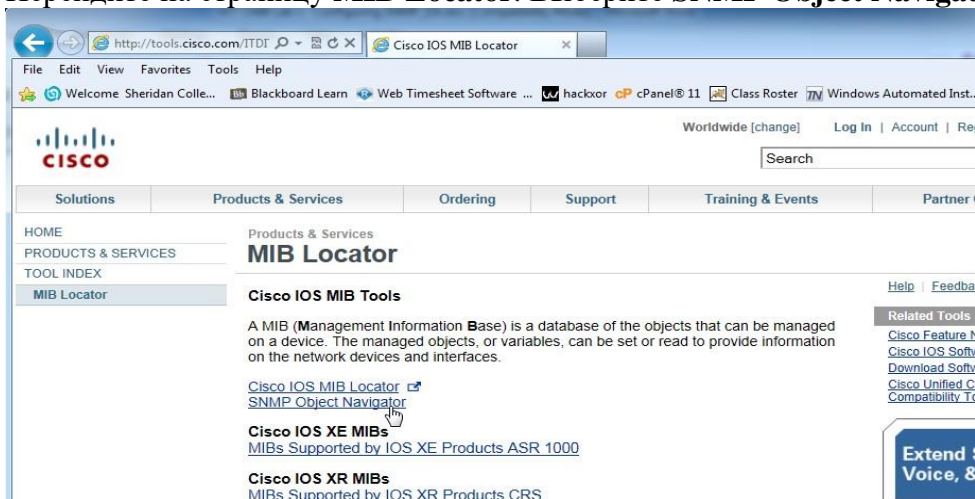 Перейдите на страницу MIB Locator. Выберите SNMP Object Navigat
http://tools.cisco.com/ITDI
Cisco IOS MIB Locator
File Edit View Favorites Tools Help
Welcome Sheridan Colle... Bb Blackboard Learn Web Timesheet Software ... hackxor cP cPanel® 11 Class Roster TN Windows Automated Inst...
Worldwide [change] Log In | Account | Re
CISCO
Search
Solutions Products & Services Ordering Support Training & Events Partner
HOME
PRODUCTS & SERVICES
TOOL INDEX
MIB Locator
Products & Services
MIB Locator
Cisco IOS MIB Tools
A MIB (Management Information Base) is a database of the objects that can be managed
on a device. The managed objects, or variables, can be set or read to provide information
on the network devices and interfaces.
Cisco IOS MIB Locator
SNMP Object Navigator
Cisco IOS XE MIBs
MIBs Supported by IOS XE Products ASR 1000
Cisco IOS XR MIBs
MIBs Supported by IOS XR Products CRS
Help | Feedba
Related Tools
Cisco Feature N
Cisco IOS Softw
Download Softw
Cisco Unified C
Compatibility To
Extend
Voice, &